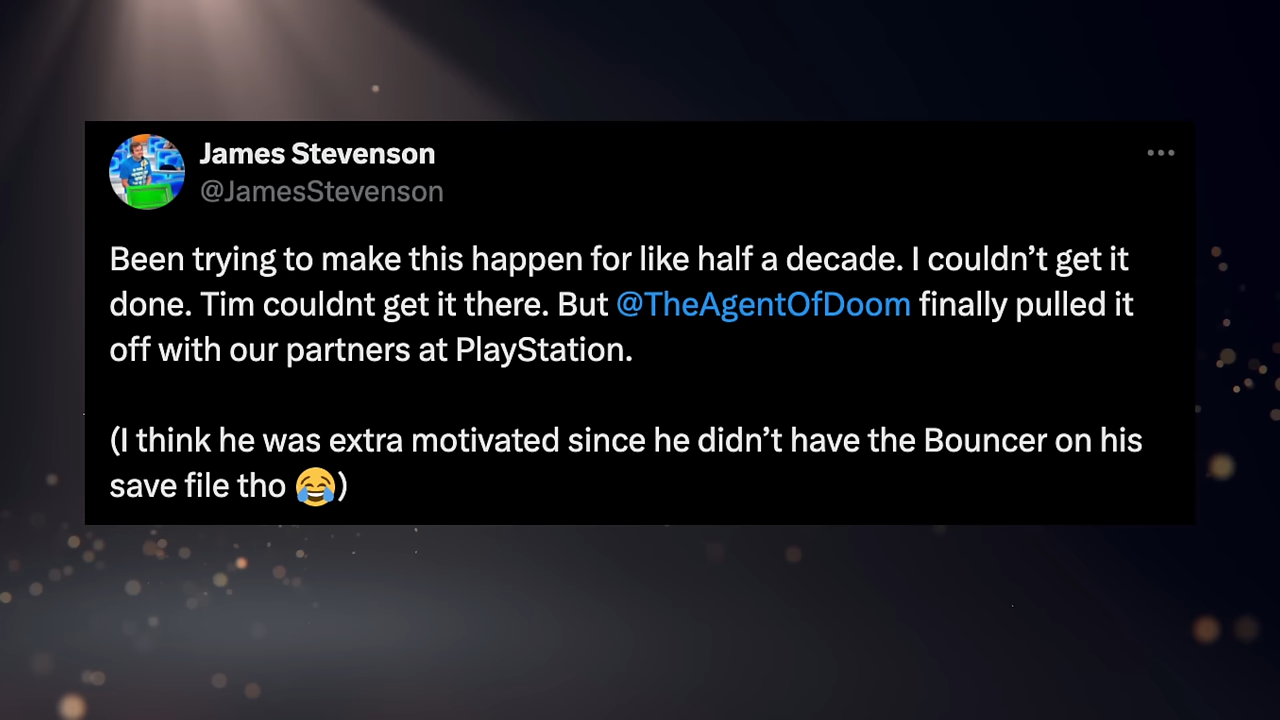 James Stevenson
@JamesStevenson
Been trying to make this happen for like half a decade. I couldn’t get it
done. Tim couldnt get it there. But @TheAgentOfDoom finally pulled it
off with our partners at PlayStation.
(I think he was extra motivated since he didn’t have the Bouncer on his
save file tho 😂)